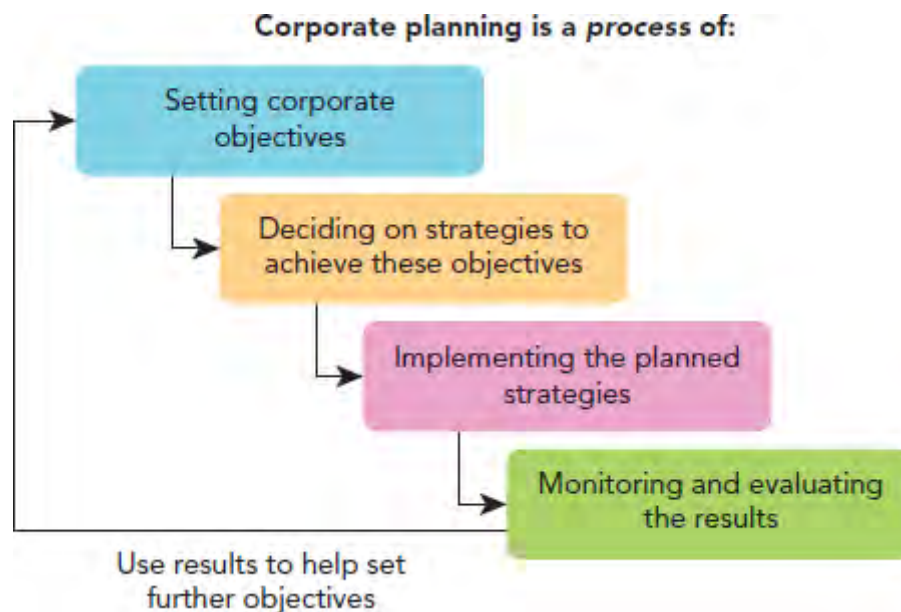 Corporate planning is a process of:
Setting corporate
objectives
Deciding on strategies to
achieve these objectives
Implementing the planned
strategies
Monitoring and evaluating
the results
Use results to help set
further objectives